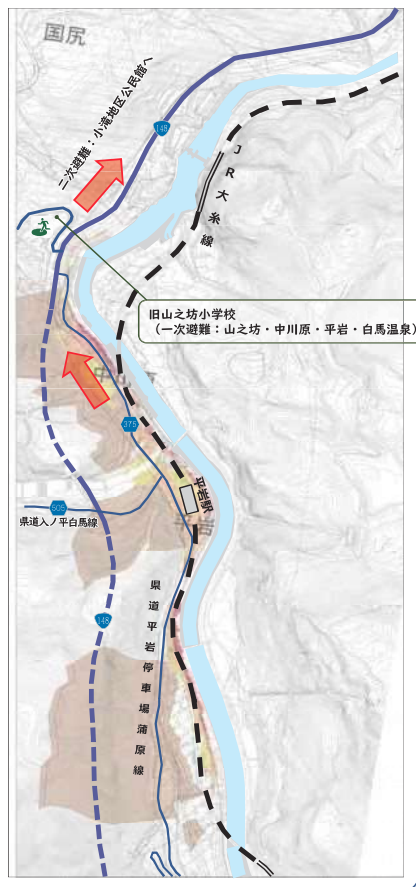 国尻
二次避難：小滝地区公民館へ
148
JR大糸線
旧山之坊小学校
（一次避難：山之坊・中川原・平岩・白馬温泉）
375
平岩駅
平岩
505
県道入ノ平白馬線
148
県道平岩停車場蒲原線